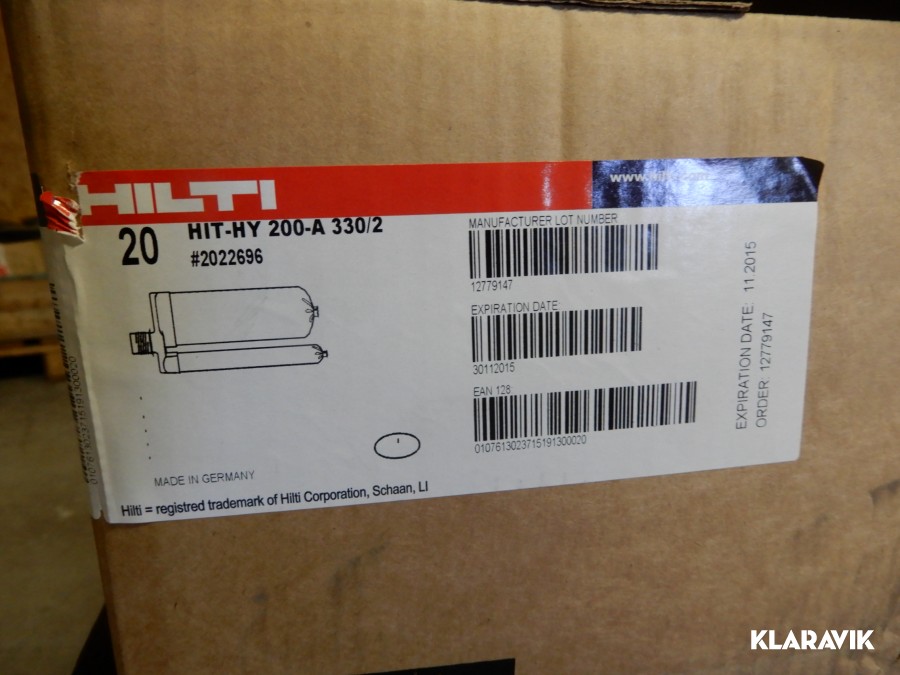 HILTI
www.hilti.com
20
HIT-HY 200-A 330/2
#2022696
MANUFACTURER LOT NUMBER
12779147
EXPIRATION DATE:
30112015
EAN 128
0107613023715191300020
EXPIRATION DATE: 11.2015
ORDER: 12779147
MADE IN GERMANY
Hilti = registred trademark of Hilti Corporation, Schaan, LI
0107613023715191300020
KLARAVIK